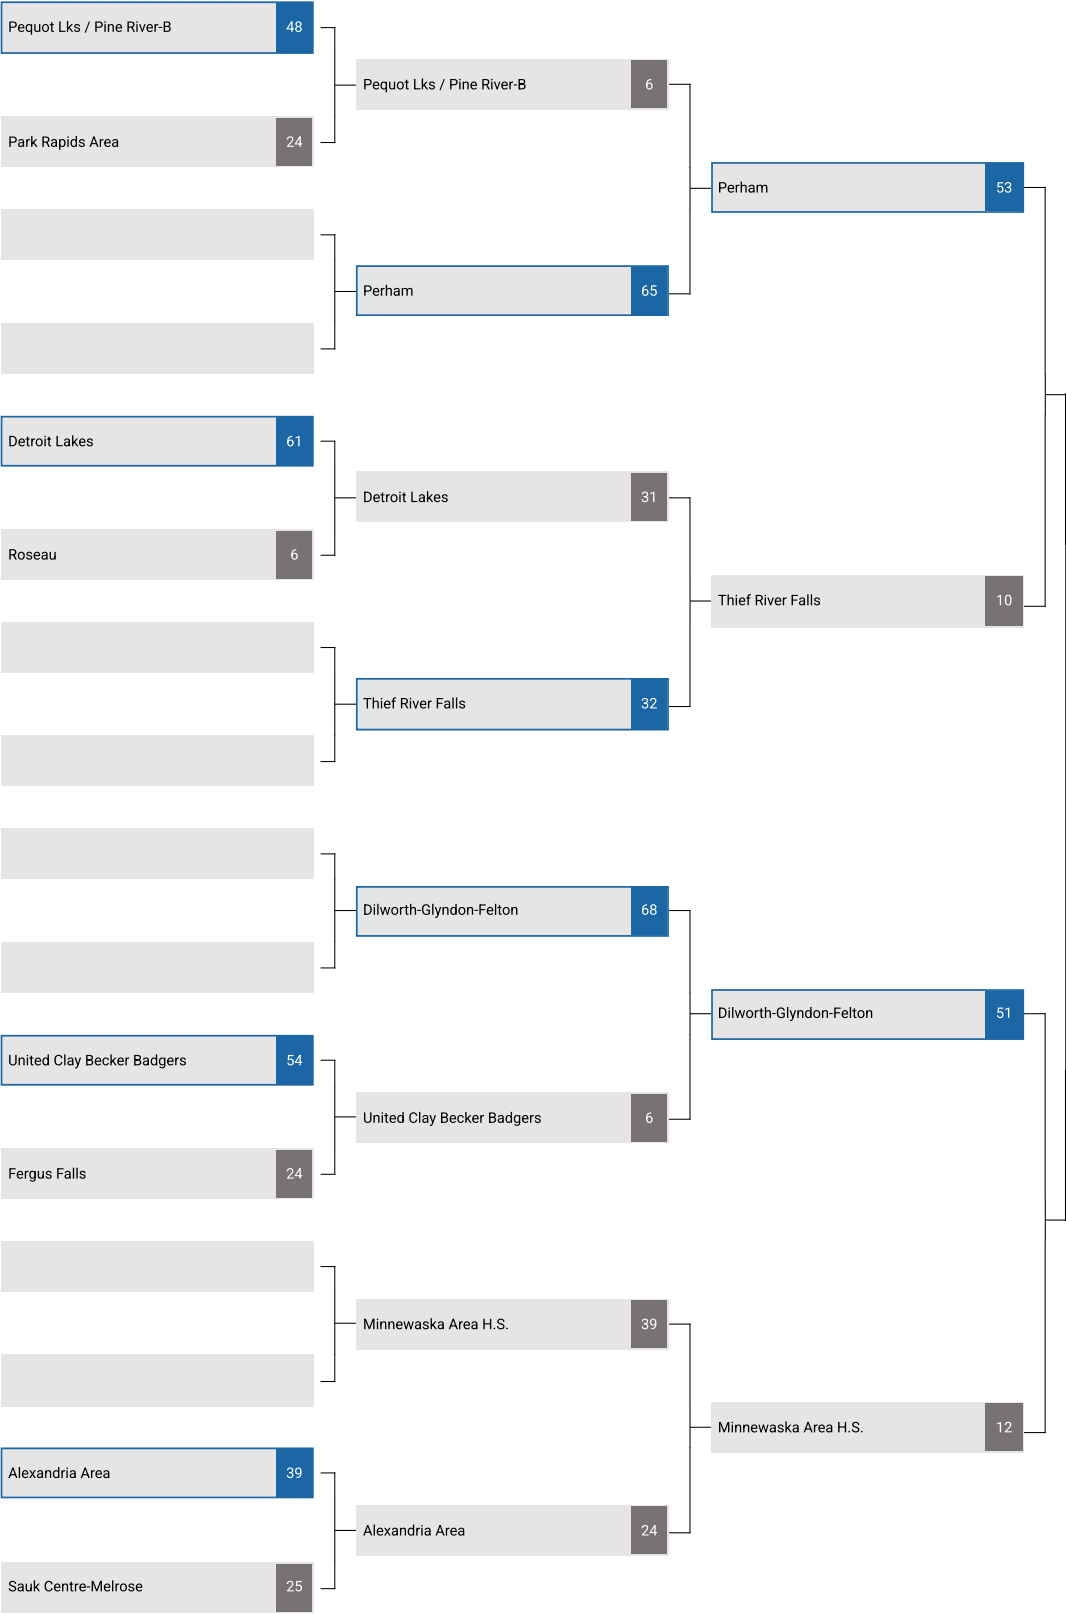 Pequot Lks / Pine River-B 48
Park Rapids Area 24
Detroit Lakes 61
Roseau 6
United Clay Becker Badgers 54
Fergus Falls 24
Alexandria Area 39
Sauk Centre-Melrose 25
Pequot Lks / Pine River-B 6
Perham 65
Detroit Lakes 31
Thief River Falls 32
Dilworth-Glyndon-Felton 68
United Clay Becker Badgers 6
Minnewaska Area H.S. 39
Alexandria Area 24
Perham 53
Thief River Falls 10
Dilworth-Glyndon-Felton 51
Minnewaska Area H.S. 12